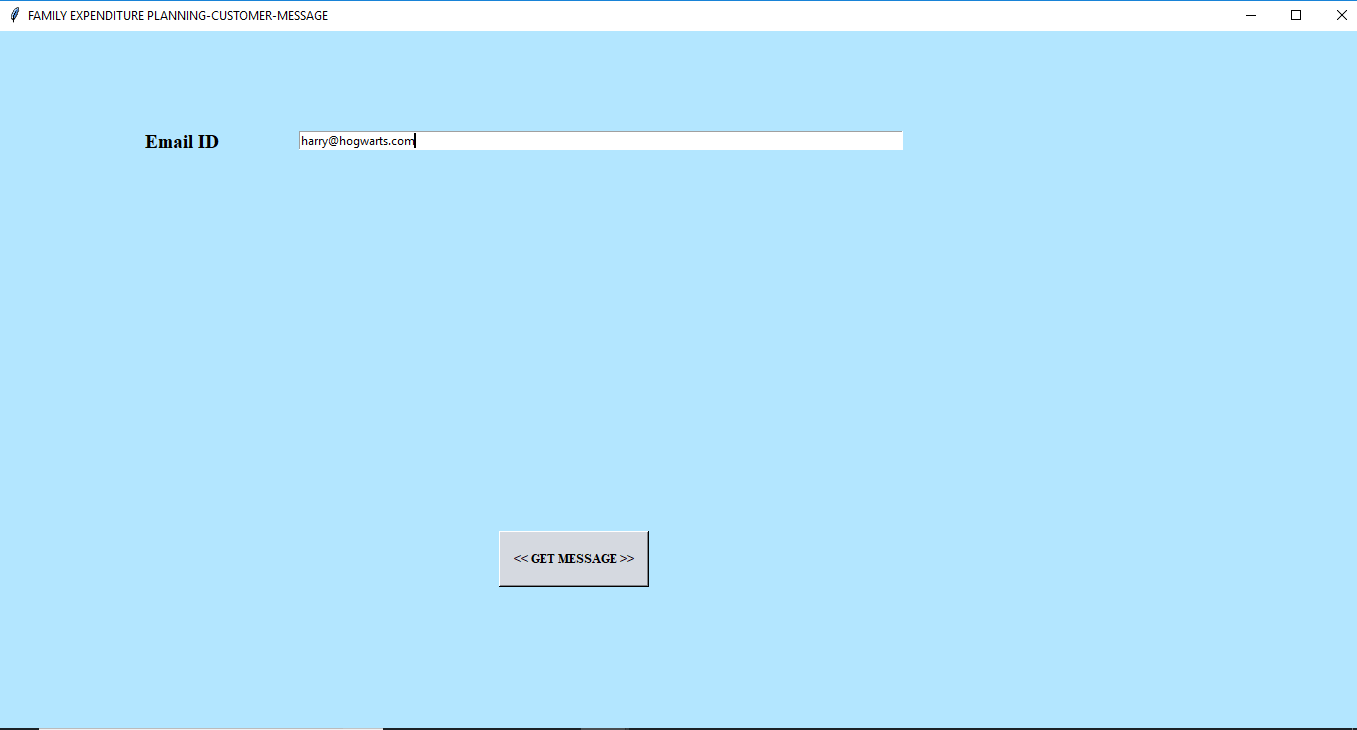 FAMILY EXPENDITURE PLANNING-CUSTOMER-MESSAGE
Email ID harry@hogwarts.com
<< GET MESSAGE >>